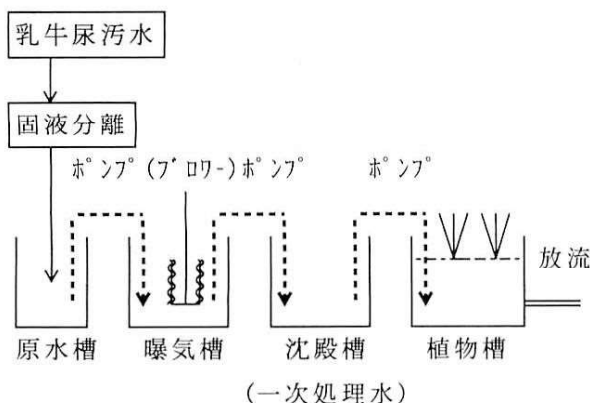 乳牛尿汚水
固液分離
ﾎﾟﾝﾌﾟ(ﾌﾞﾛﾜｰ)ﾎﾟﾝﾌﾟ ﾎﾟﾝﾌﾟ
放流
原水槽 曝気槽 沈殿槽 植物槽
(一次処理水)